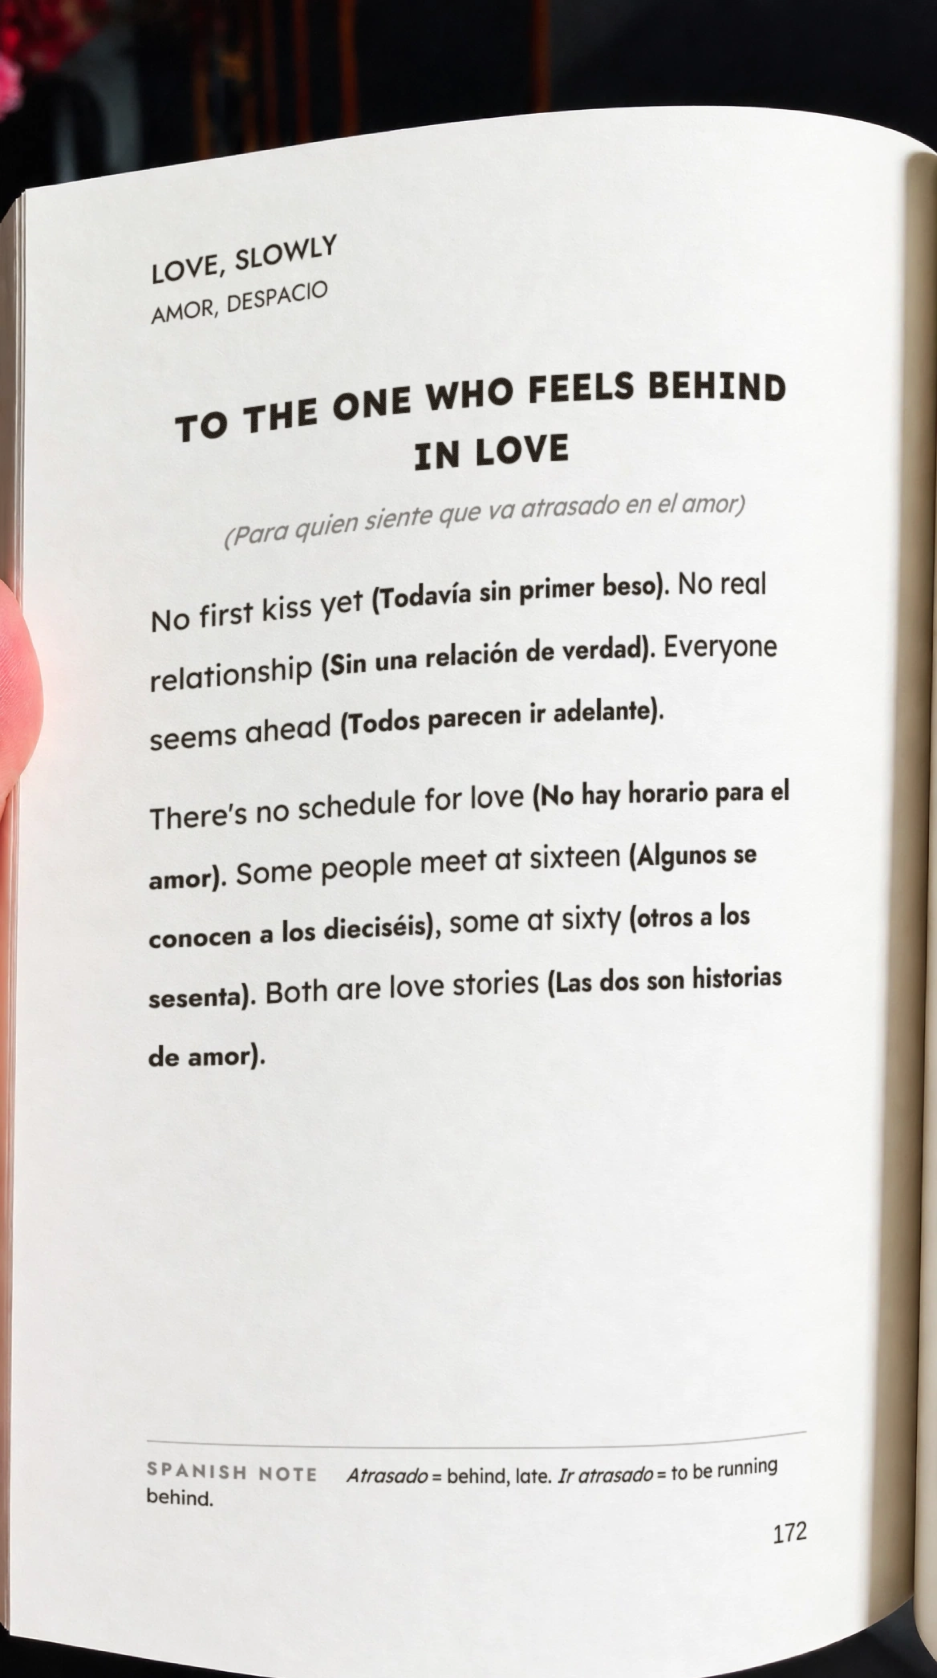 LOVE, SLOWLY
AMOR, DESPACIO
TO THE ONE WHO FEELS BEHIND
IN LOVE
(Para quien siente que va atrasado en el amor)
No first kiss yet (Todavía sin primer beso). No real
relationship (Sin una relación de verdad). Everyone
seems ahead (Todos parecen ir adelante).
There's no schedule for love (No hay horario para el
amor). Some people meet at sixteen (Algunos se
conocen a los dieciséis), some at sixty (otros a los
sesenta). Both are love stories (Las dos son historias
de amor).
SPANISH NOTE Atrasado = behind, late. Ir atrasado = to be running
behind.
172